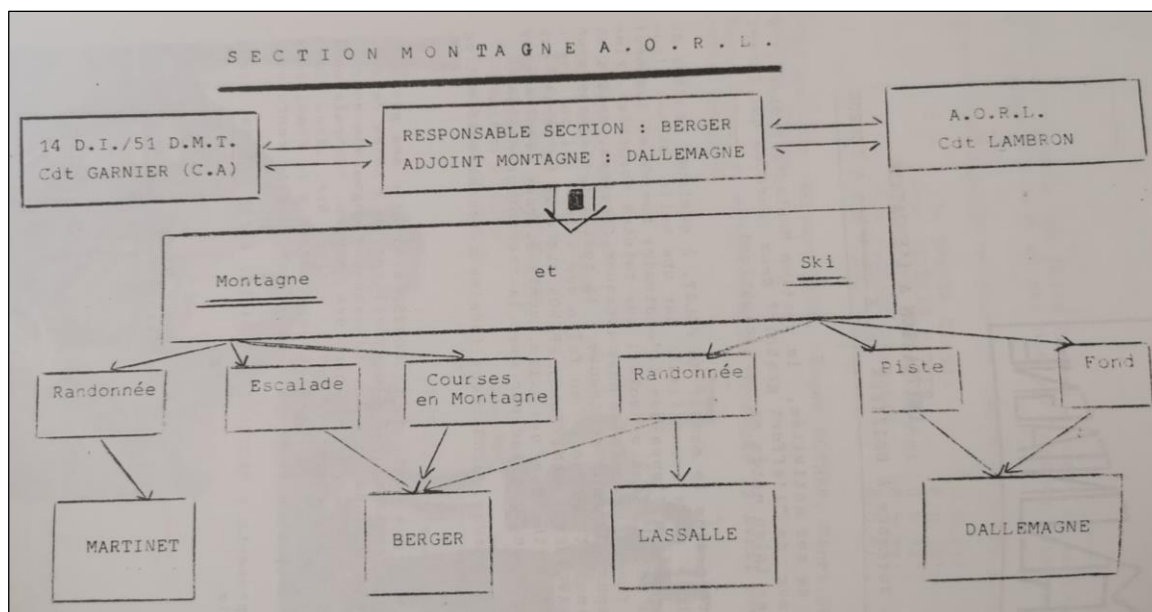 SECTION MONTAGNE A.O.R.L.
14 D.I./51 D.M.T.
Cdt GARNIER (C.A)
RESPONSABLE SECTION : BERGER
ADJOINT MONTAGNE : DALLEMAGNE
A.O.R.L.
Cdt LAMBRON
Montagne
et
Ski
Randonnée
Escalade
Courses
en Montagne
Randonnée
Piste
Fond
MARTINET
BERGER
LASSALLE
DALLEMAGNE